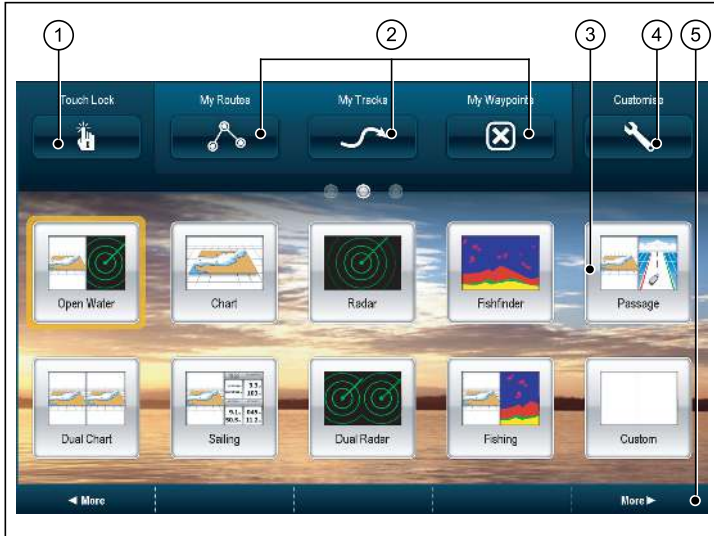 1 2 3 4 5
Touch Lock My Routes My Tracks My Waypoints Customise
Open Water Chart Radar Fishfinder Passage
Dual Chart Sailing Dual Radar Fishing Custom
◄ More More ►